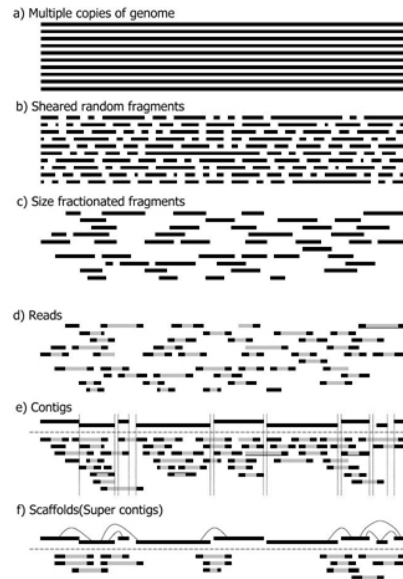 a) Multiple copies of genome
b) Sheared random fragments
c) Size fractionated fragments
d) Reads
e) Contigs
f) Scaffolds(Super contigs)